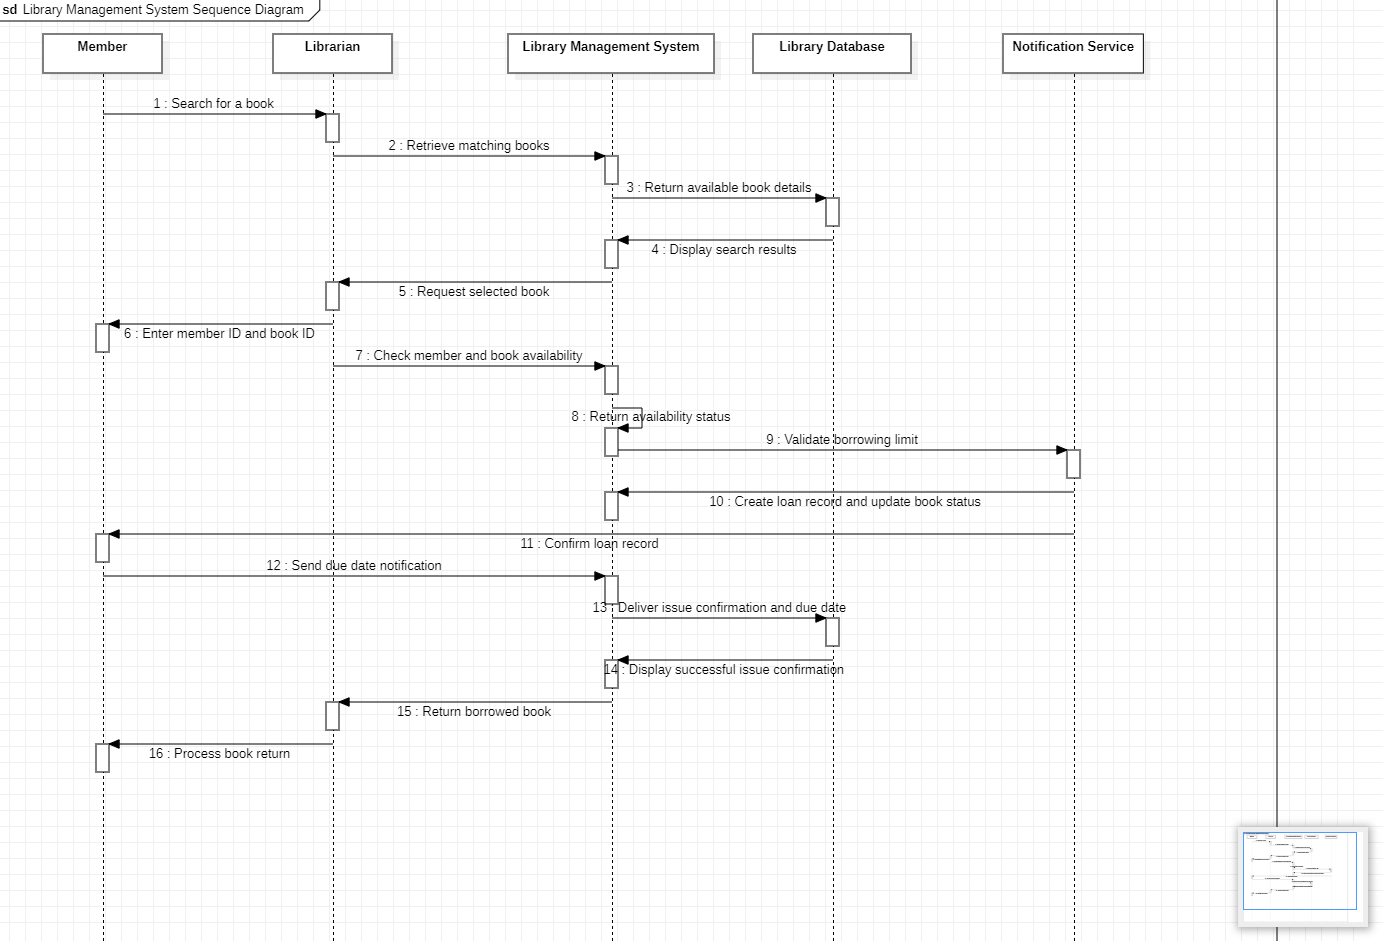 sd Library Management System Sequence Diagram
Member
Librarian
Library Management System
Library Database
Notification Service
1 : Search for a book
2 : Retrieve matching books
3 : Return available book details
4 : Display search results
5 : Request selected book
6 : Enter member ID and book ID
7 : Check member and book availability
8 : Return availability status
9 : Validate borrowing limit
10 : Create loan record and update book status
11 : Confirm loan record
12 : Send due date notification
13 : Deliver issue confirmation and due date
14 : Display successful issue confirmation
15 : Return borrowed book
16 : Process book return